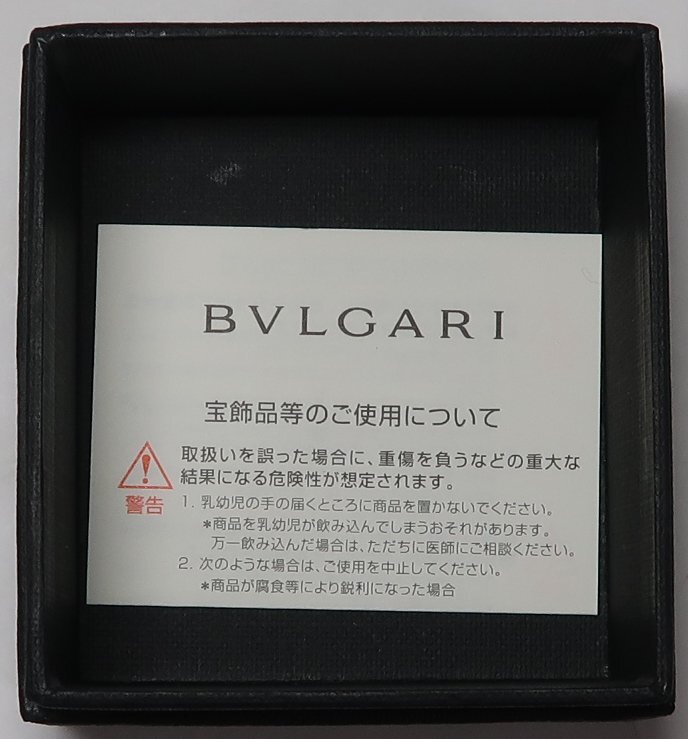 BVLGARI
宝飾品等のご使用について
取扱いを誤った場合に、重傷を負うなどの重大な
結果になる危険性が想定されます。
警告
1. 乳幼児の手の届くところに商品を置かないでください。
*商品を乳幼児が飲み込んでしまうおそれがあります。
万一飲み込んだ場合は、ただちに医師にご相談ください。
2. 次のような場合は、ご使用を中止してください。
*商品が腐食等により鋭利になった場合